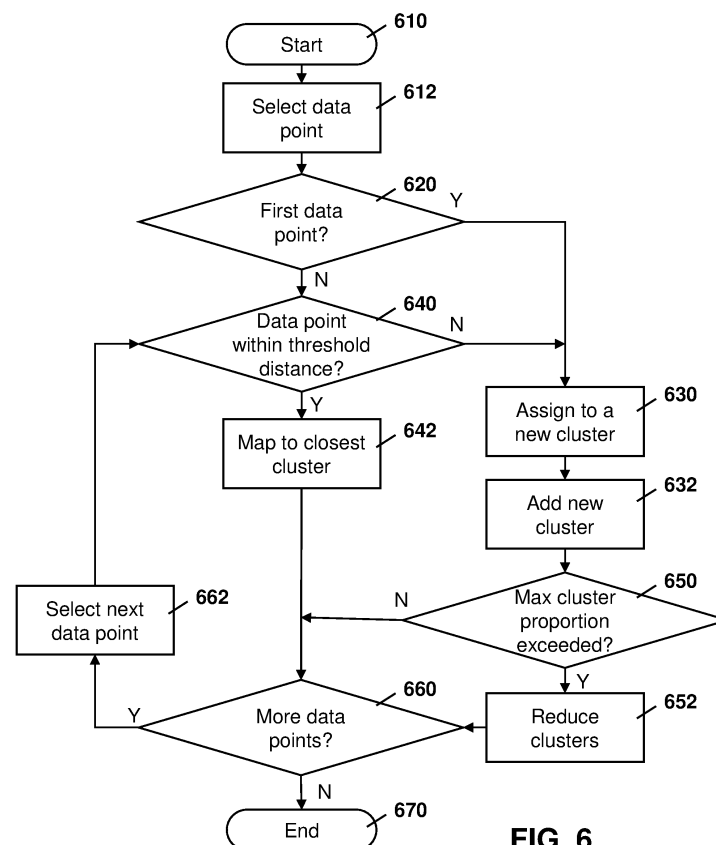 610
Start
612
Select data
point
620
Y
First data
point?
N
640
N
Data point
within threshold
distance?
Y
630
Assign to a
new cluster
642
Map to closest
cluster
632
Add new
cluster
650
N
Max cluster
proportion
exceeded?
662
Select next
data point
Y
660
652
Y
More data
points?
Reduce
clusters
N
670
End
FIG. 6